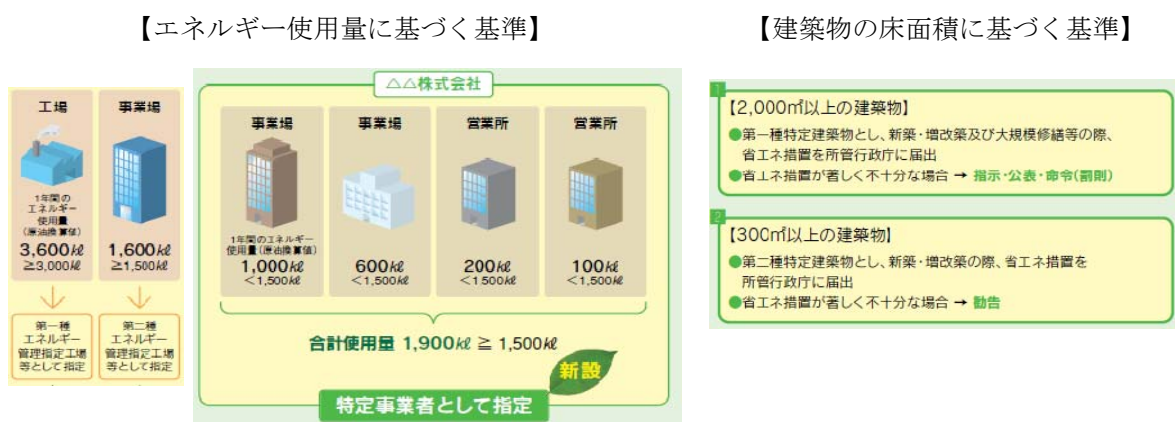 【エネルギー使用量に基づく基準】
工場
1年間の
エネルギー
使用量
(原油換算値)
3,600㎘
≧3,000㎘
第一種
エネルギー
管理指定工場
等として指定
事業場
1,600㎘
≧1,500㎘
第二種
エネルギー
管理指定工場
等として指定
△△株式会社
事業場
1年間のエネルギー
使用量(原油換算値)
1,000㎘
<1,500㎘
事業場
600㎘
<1,500㎘
営業所
200㎘
<1,500㎘
営業所
100㎘
<1,500㎘
合計使用量 1,900㎘ ≧ 1,500㎘
新設
特定事業者として指定
【建築物の床面積に基づく基準】
1
【2,000㎡以上の建築物】
●第一種特定建築物とし、新築・増改築及び大規模修繕等の際、
省エネ措置を所管行政庁に届出
●省エネ措置が著しく不十分な場合 → 指示・公表・命令(罰則)
2
【300㎡以上の建築物】
●第二種特定建築物とし、新築・増改築の際、省エネ措置を
所管行政庁に届出
●省エネ措置が著しく不十分な場合 → 勧告